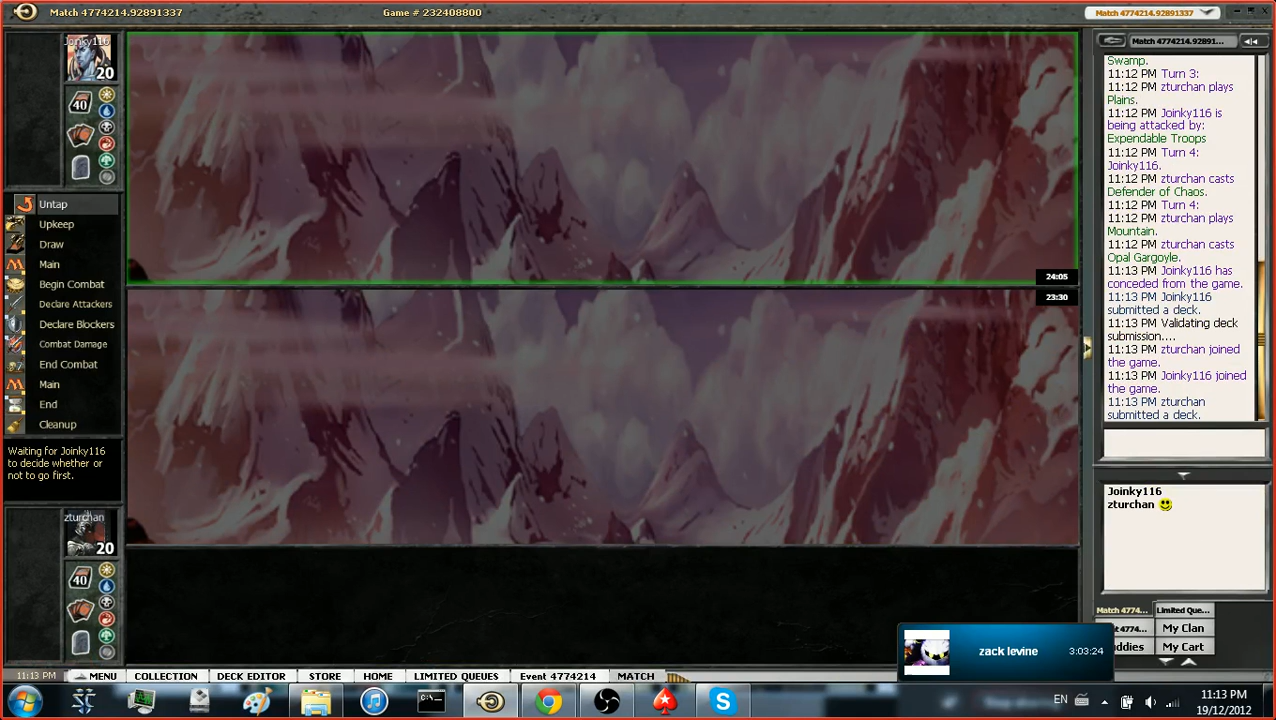 Match 4774214.92891337
Game # 232408800
Match 4774214.92891337
Joinky116
20
40
Untap
Upkeep
Draw
Main
Begin Combat
Declare Attackers
Declare Blockers
Combat Damage
End Combat
Main
End
Cleanup
Waiting for Joinky116
to decide whether or
not to go first.
zturchan
20
40
24:05
23:30
Match 4774214.92891...
Swamp.
11:12 PM Turn 3:
11:12 PM zturchan plays
Plains.
11:12 PM Joinky116 is
being attacked by:
Expendable Troops
11:12 PM Turn 4:
Joinky116.
11:12 PM zturchan casts
Defender of Chaos.
11:12 PM Turn 4:
11:12 PM zturchan plays
Mountain.
11:12 PM zturchan casts
Opal Gargoyle.
11:13 PM Joinky116 has
conceded from the game.
11:13 PM Joinky116
submitted a deck.
11:13 PM Validating deck
submission....
11:13 PM zturchan joined
the game.
11:13 PM Joinky116 joined
the game.
11:13 PM zturchan
submitted a deck.
Joinky116
zturchan
Match 4774...
Limited Que...
4774...
My Clan
ddies
My Cart
zack levine
3:03:24
11:13 PM
MENU
COLLECTION
DECK EDITOR
STORE
HOME
LIMITED QUEUES
Event 4774214
MATCH
EN
11:13 PM
19/12/2012